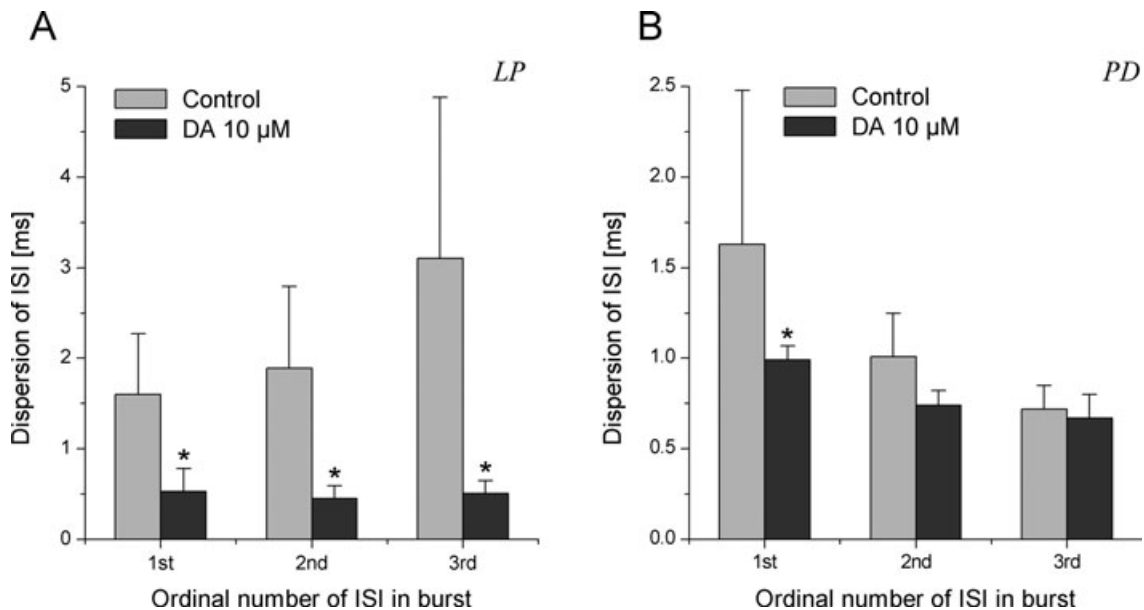 A
LP
Control
DA 10 µM
Dispersion of ISI [ms]
5
4
3
2
1
0
*
*
*
1st 2nd 3rd
Ordinal number of ISI in burst
B
PD
Control
DA 10 µM
Dispersion of ISI [ms]
2.5
2.0
1.5
1.0
0.5
0.0
*
1st 2nd 3rd
Ordinal number of ISI in burst